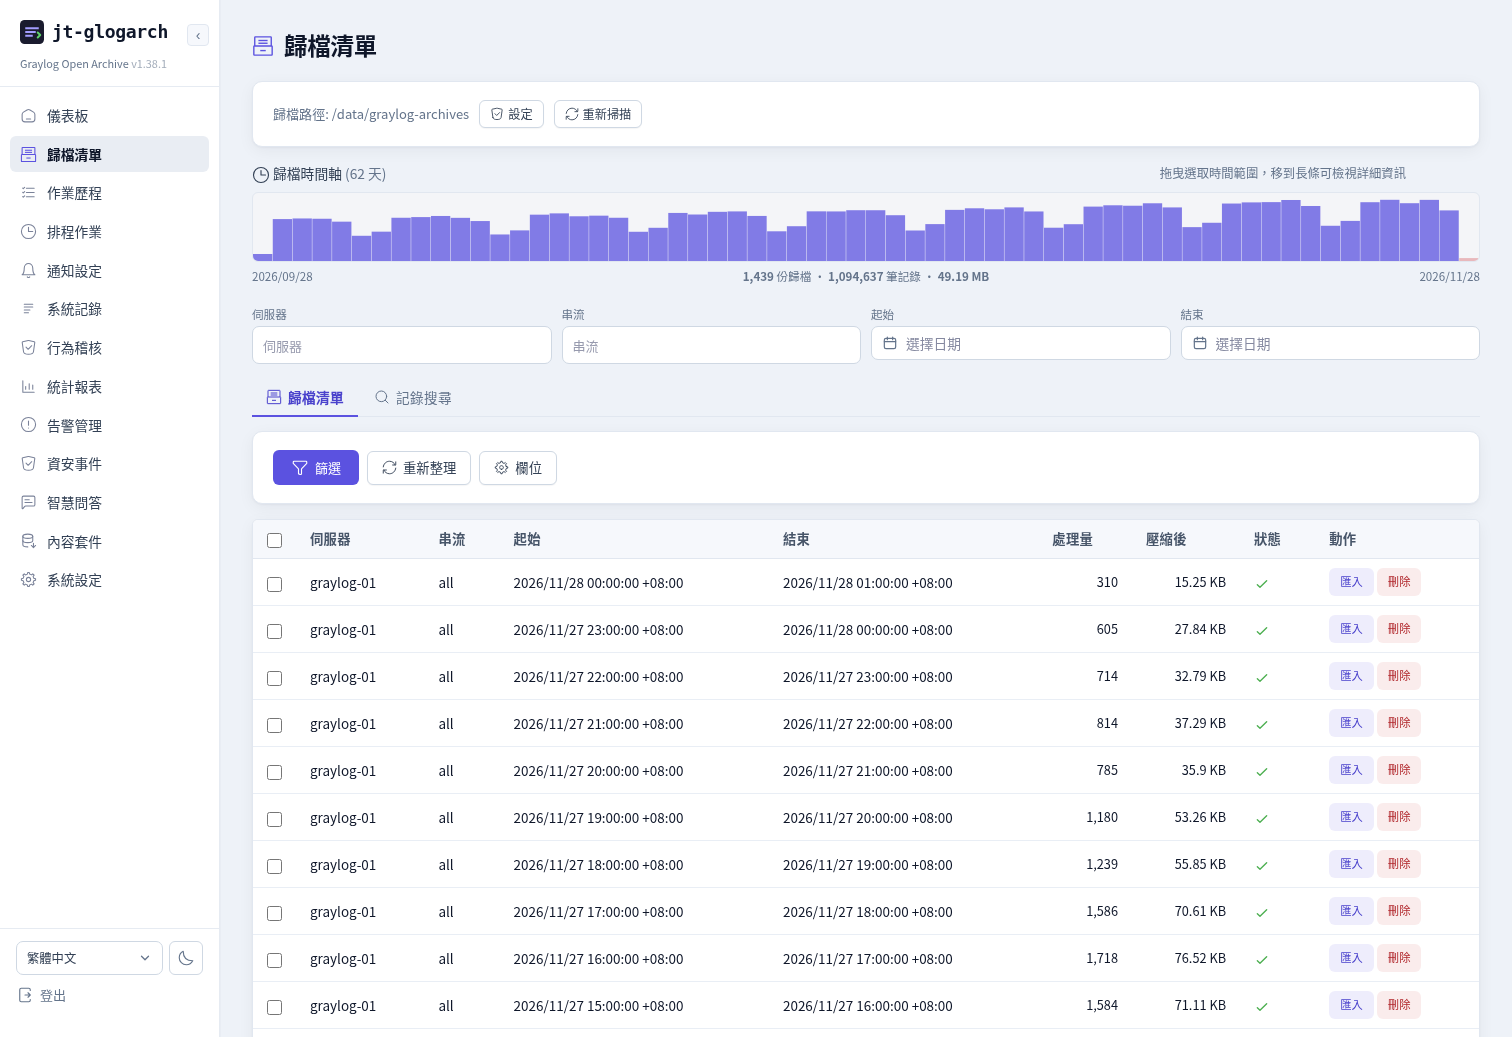 jt-glogarch
Graylog Open Archive v1.38.1
儀表板
歸檔清單
作業歷程
排程作業
通知設定
系統記錄
行為稽核
統計報表
告警管理
資安事件
智慧問答
內容套件
系統設定
繁體中文
登出
歸檔清單
歸檔路徑: /data/graylog-archives 設定 重新掃描
歸檔時間軸 (62 天) 拖曳選取時間範圍，移到長條可檢視詳細資訊
2026/09/28 1,439 份歸檔 · 1,094,637 筆記錄 · 49.19 MB 2026/11/28
伺服器 串流 起始 結束
伺服器 串流 選擇日期 選擇日期
歸檔清單 記錄搜尋
篩選 重新整理 欄位
伺服器 串流 起始 結束 處理量 壓縮後 狀態 動作
graylog-01 all 2026/11/28 00:00:00 +08:00 2026/11/28 01:00:00 +08:00 310 15.25 KB 匯入 刪除
graylog-01 all 2026/11/27 23:00:00 +08:00 2026/11/28 00:00:00 +08:00 605 27.84 KB 匯入 刪除
graylog-01 all 2026/11/27 22:00:00 +08:00 2026/11/27 23:00:00 +08:00 714 32.79 KB 匯入 刪除
graylog-01 all 2026/11/27 21:00:00 +08:00 2026/11/27 22:00:00 +08:00 814 37.29 KB 匯入 刪除
graylog-01 all 2026/11/27 20:00:00 +08:00 2026/11/27 21:00:00 +08:00 785 35.9 KB 匯入 刪除
graylog-01 all 2026/11/27 19:00:00 +08:00 2026/11/27 20:00:00 +08:00 1,180 53.26 KB 匯入 刪除
graylog-01 all 2026/11/27 18:00:00 +08:00 2026/11/27 19:00:00 +08:00 1,239 55.85 KB 匯入 刪除
graylog-01 all 2026/11/27 17:00:00 +08:00 2026/11/27 18:00:00 +08:00 1,586 70.61 KB 匯入 刪除
graylog-01 all 2026/11/27 16:00:00 +08:00 2026/11/27 17:00:00 +08:00 1,718 76.52 KB 匯入 刪除
graylog-01 all 2026/11/27 15:00:00 +08:00 2026/11/27 16:00:00 +08:00 1,584 71.11 KB 匯入 刪除